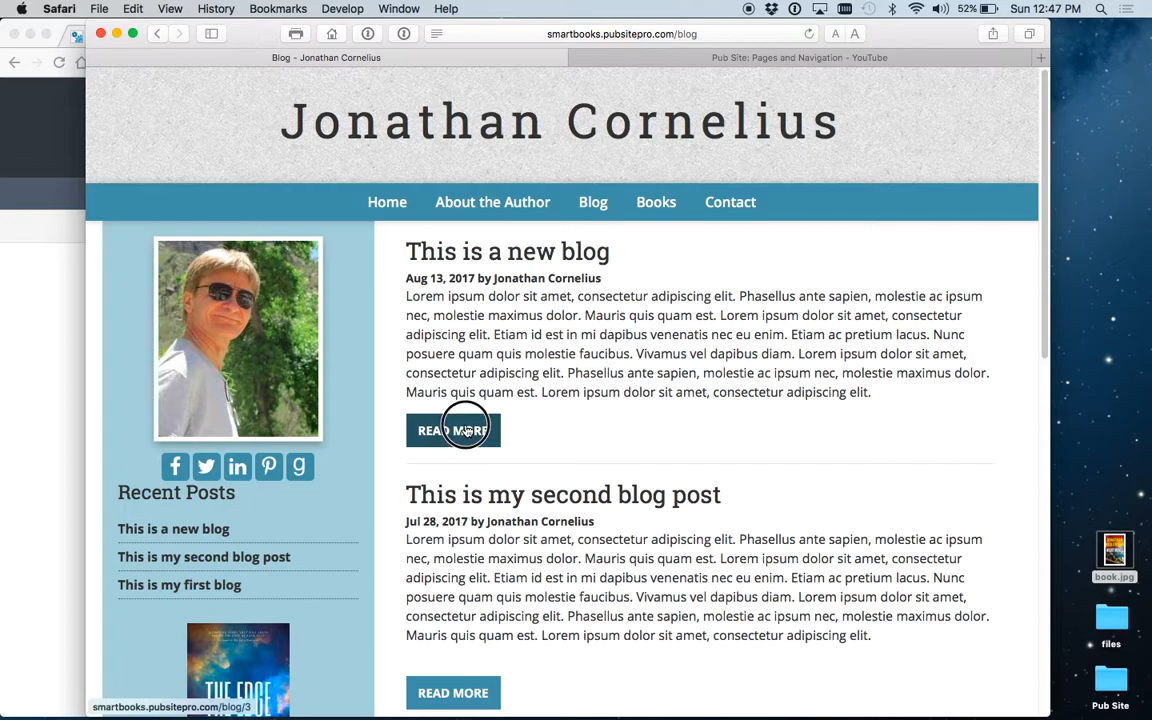 Safari File Edit View History Bookmarks Develop Window Help 52% Sun 12:47 PM
smartbooks.pubsitepro.com/blog A A
Blog - Jonathan Cornelius Pub Site: Pages and Navigation - YouTube
Jonathan Cornelius
Home About the Author Blog Books Contact
This is a new blog
Aug 13, 2017 by Jonathan Cornelius
Lorem ipsum dolor sit amet, consectetur adipiscing elit. Phasellus ante sapien, molestie ac ipsum
nec, molestie maximus dolor. Mauris quis quam est. Lorem ipsum dolor sit amet, consectetur
adipiscing elit. Etiam id est in mi dapibus venenatis nec eu enim. Etiam ac pretium lacus. Nunc
posuere quam quis molestie faucibus. Vivamus vel dapibus diam. Lorem ipsum dolor sit amet,
consectetur adipiscing elit. Phasellus ante sapien, molestie ac ipsum nec, molestie maximus dolor.
Mauris quis quam est. Lorem ipsum dolor sit amet, consectetur adipiscing elit.
READ MORE
This is my second blog post
Jul 28, 2017 by Jonathan Cornelius
Lorem ipsum dolor sit amet, consectetur adipiscing elit. Phasellus ante sapien, molestie ac ipsum
nec, molestie maximus dolor. Mauris quis quam est. Lorem ipsum dolor sit amet, consectetur
adipiscing elit. Etiam id est in mi dapibus venenatis nec eu enim. Etiam ac pretium lacus. Nunc
posuere quam quis molestie faucibus. Vivamus vel dapibus diam. Lorem ipsum dolor sit amet,
consectetur adipiscing elit. Phasellus ante sapien, molestie ac ipsum nec, molestie maximus dolor.
Mauris quis quam est. Lorem ipsum dolor sit amet, consectetur adipiscing elit.
READ MORE
Recent Posts
This is a new blog
This is my second blog post
This is my first blog
THE EDGE
smartbooks.pubsitepro.com/blog/3
book.jpg
files
Pub Site